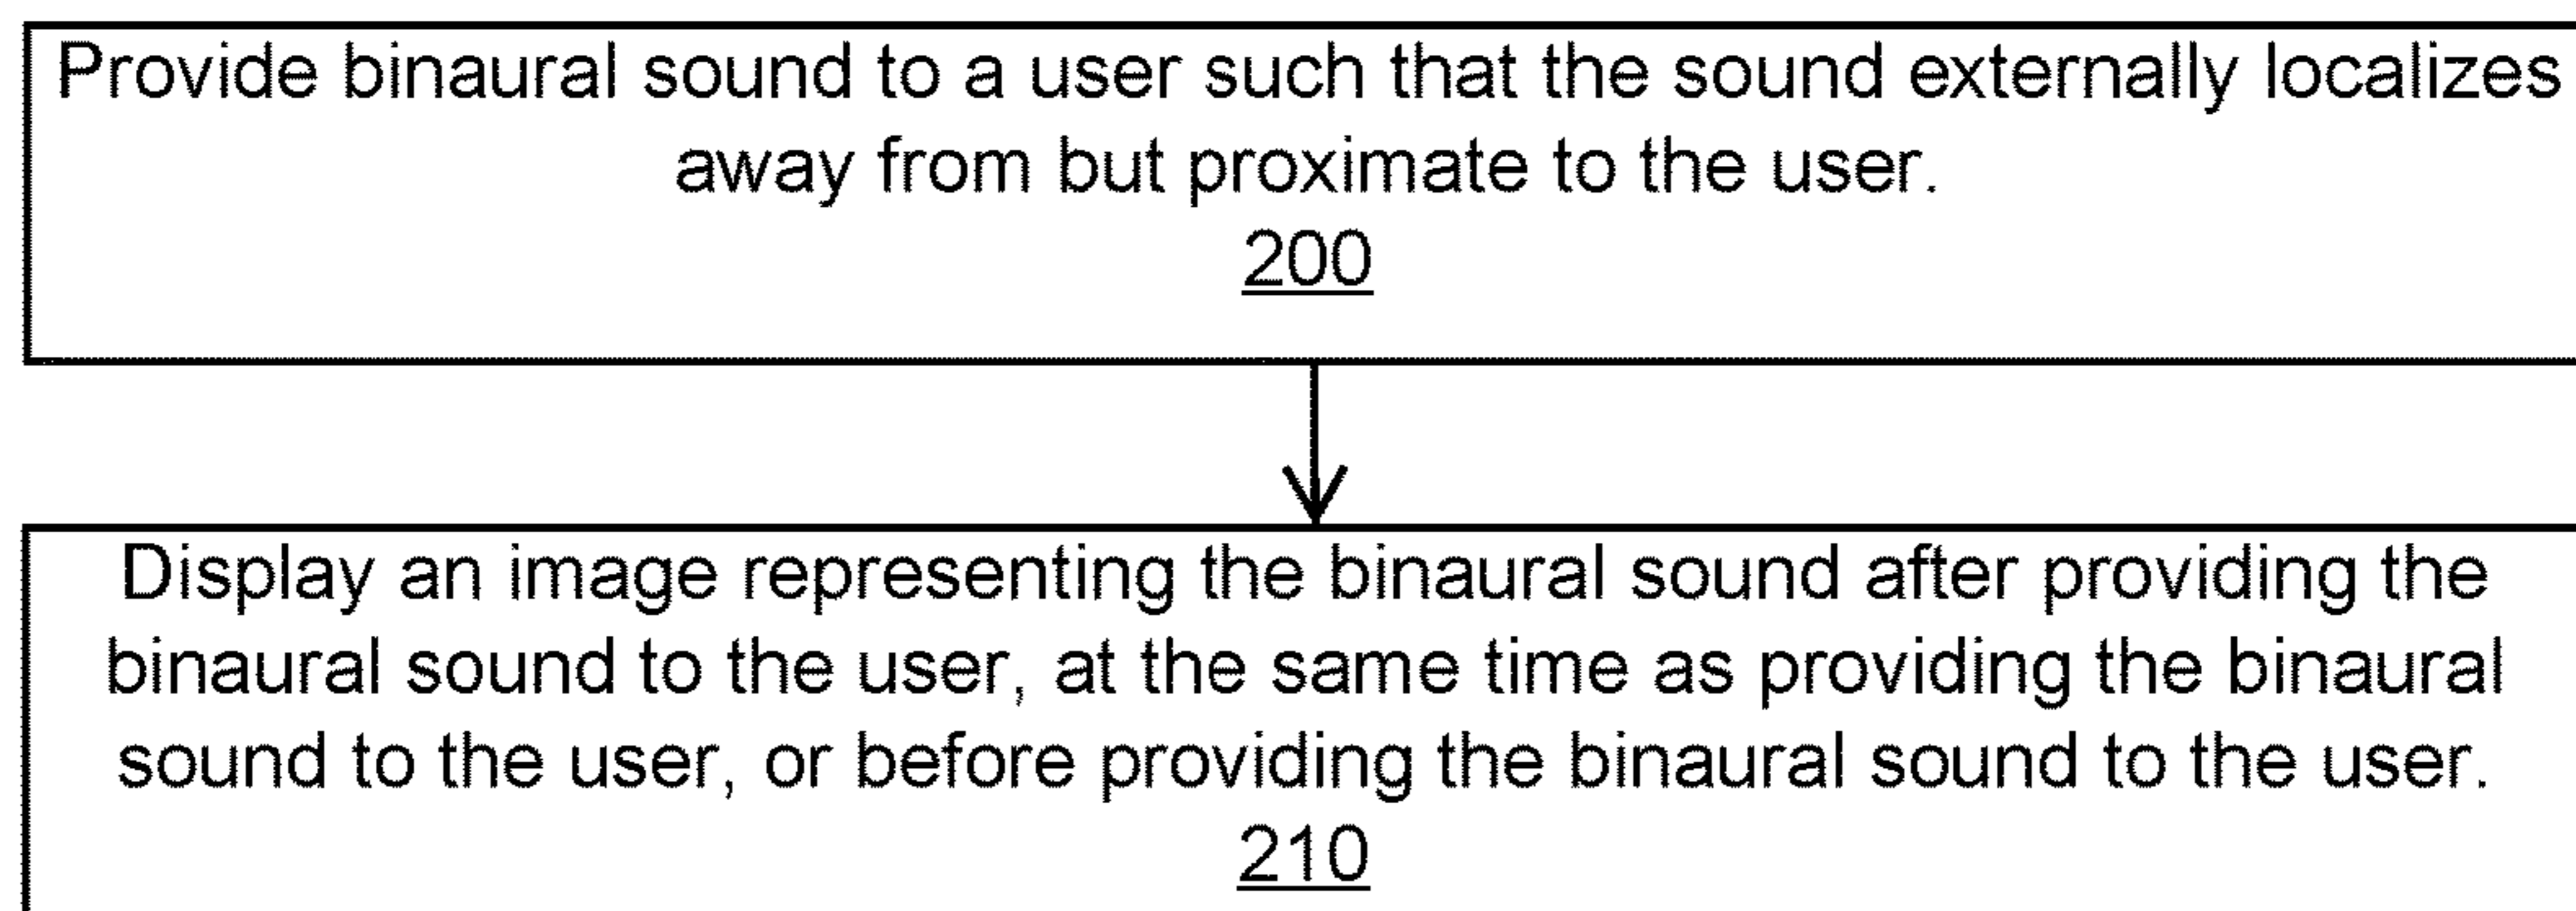 Provide binaural sound to a user such that the sound externally localizes
away from but proximate to the user.
200
Display an image representing the binaural sound after providing the
binaural sound to the user, at the same time as providing the binaural
sound to the user, or before providing the binaural sound to the user.
210